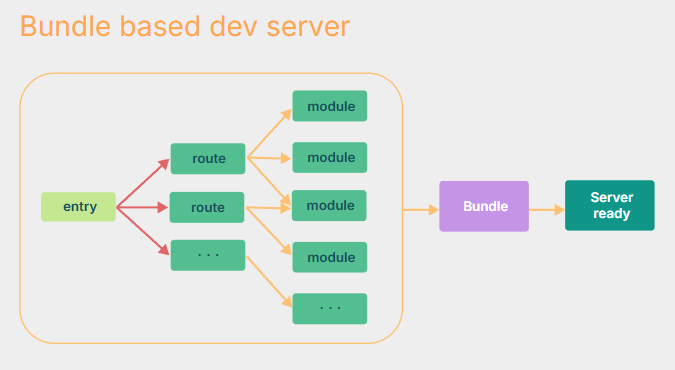 Bundle based dev server
entry
route
route
· · ·
module
module
module
module
· · ·
Bundle
Server
ready